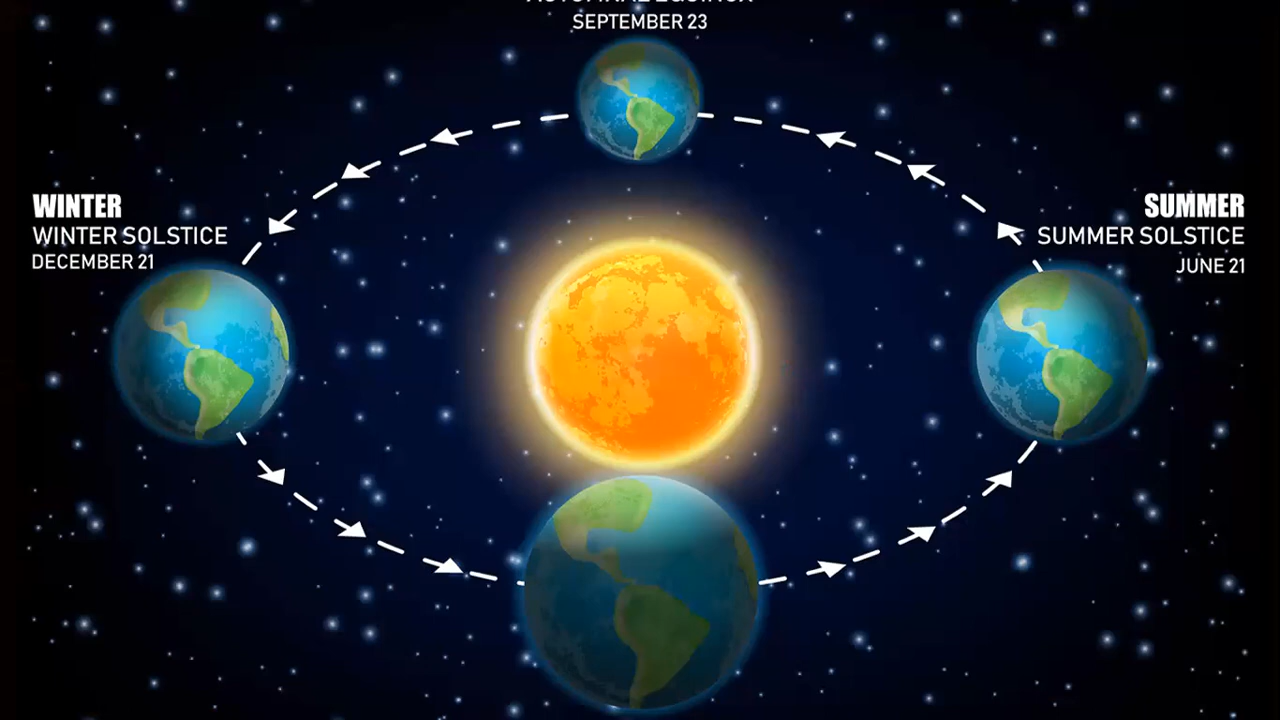 SEPTEMBER 23
WINTER
WINTER SOLSTICE
DECEMBER 21
SUMMER
SUMMER SOLSTICE
JUNE 21